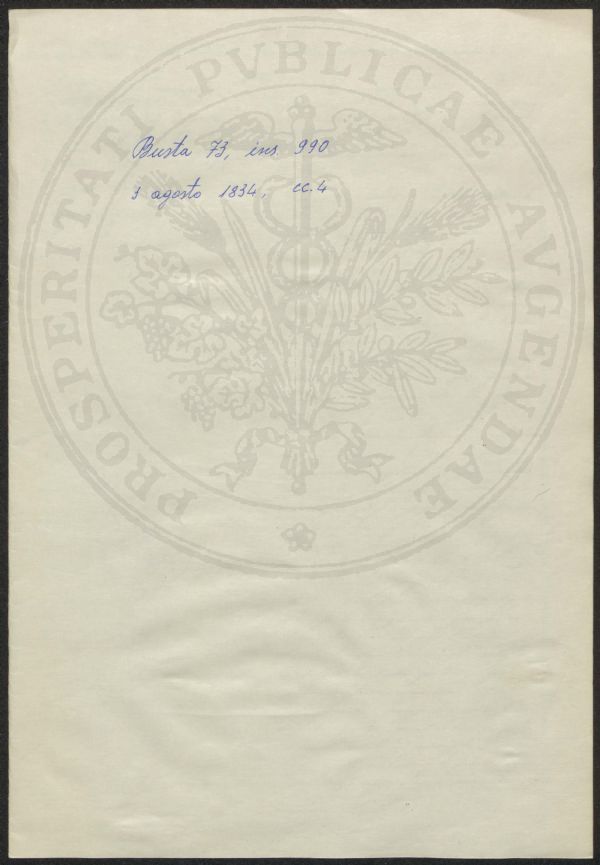 PROSPERITATI PVBLICAE AVGENDAE
Busta 73, ins. 990
3 agosto 1834, cc. 4